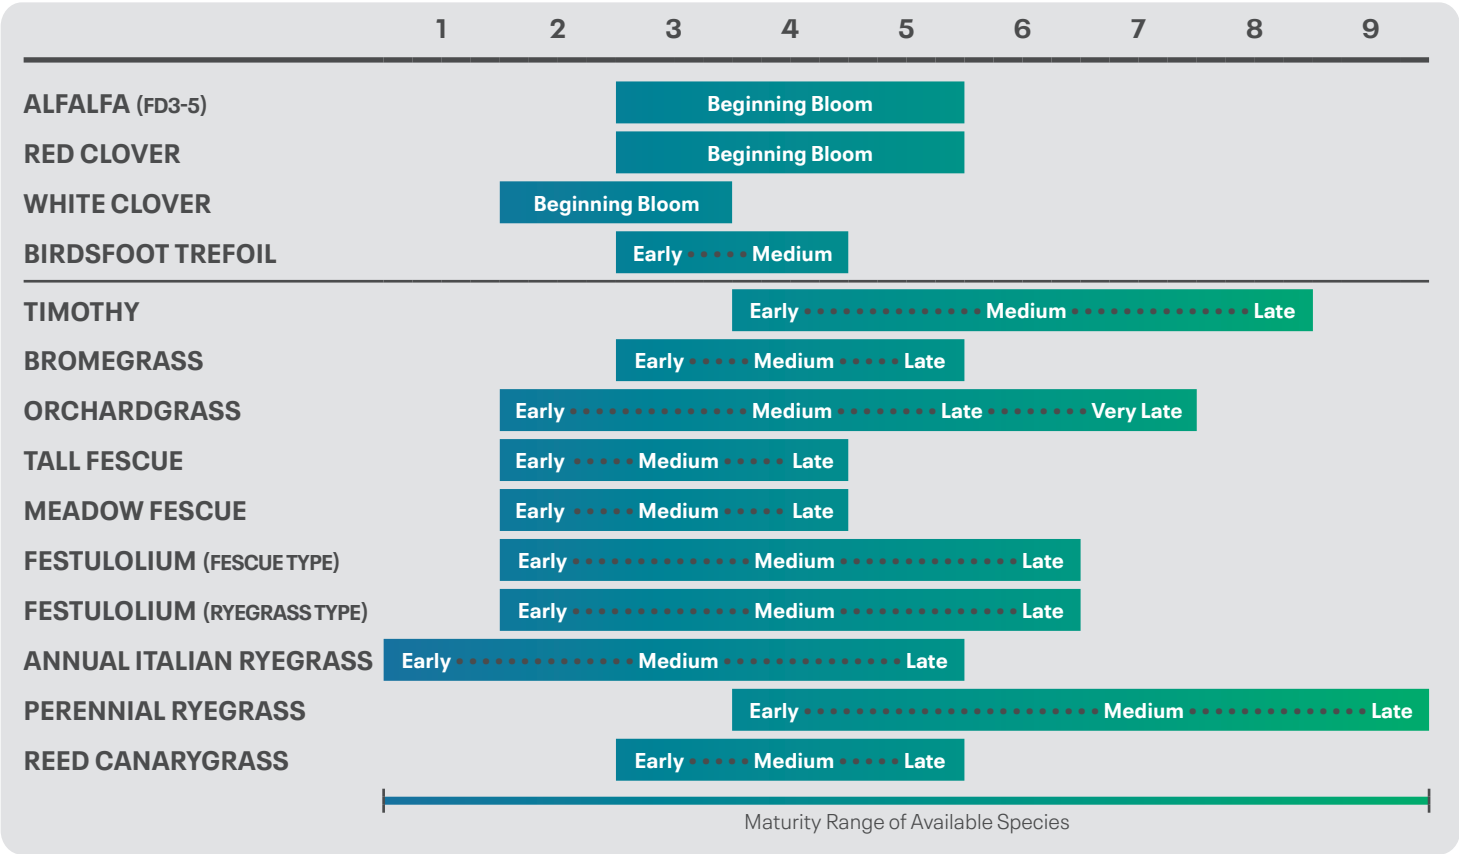 1 2 3 4 5 6 7 8 9
ALFALFA (FD3-5) Beginning Bloom
RED CLOVER Beginning Bloom
WHITE CLOVER Beginning Bloom
BIRDSFOOT TREFOIL Early ····· Medium
TIMOTHY Early ·············· Medium ·············· Late
BROMEGRASS Early ····· Medium ····· Late
ORCHARDGRASS Early ·············· Medium ········ Late ········ Very Late
TALL FESCUE Early ····· Medium ····· Late
MEADOW FESCUE Early ····· Medium ····· Late
FESTULOLIUM (FESCUE TYPE) Early ·············· Medium ·············· Late
FESTULOLIUM (RYEGRASS TYPE) Early ·············· Medium ·············· Late
ANNUAL ITALIAN RYEGRASS Early ·············· Medium ·············· Late
PERENNIAL RYEGRASS Early ······················· Medium ·············· Late
REED CANARYGRASS Early ····· Medium ····· Late
Maturity Range of Available Species